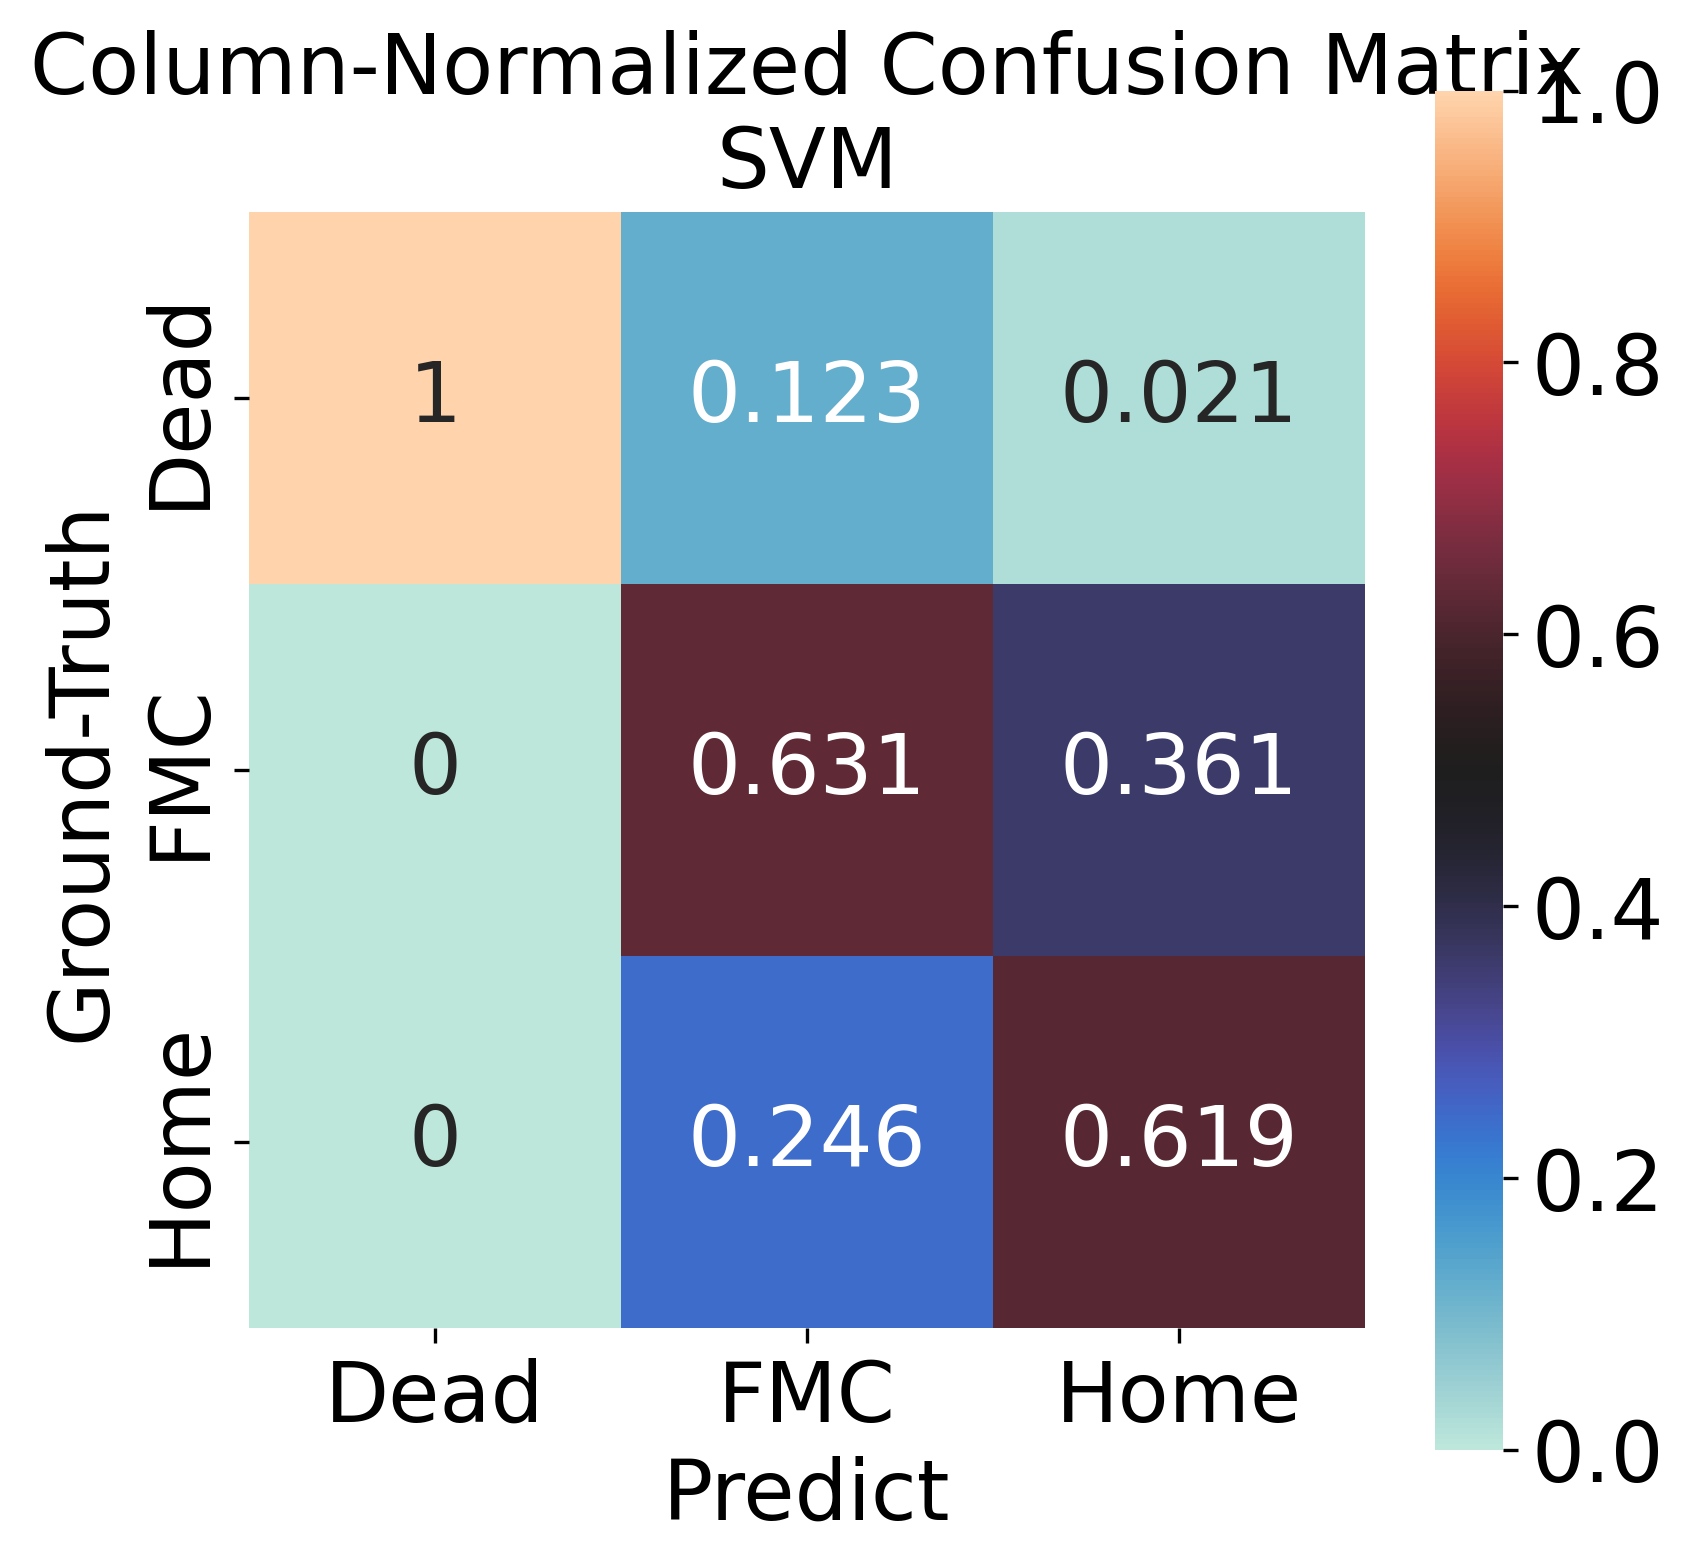 Column-Normalized Confusion Matrix
SVM
1.0
Dead
1
0.123
0.021
0.8
Ground-Truth
FMC
0
0.631
0.361
0.6
0.4
Home
0
0.246
0.619
0.2
0.0
Dead
FMC
Home
Predict